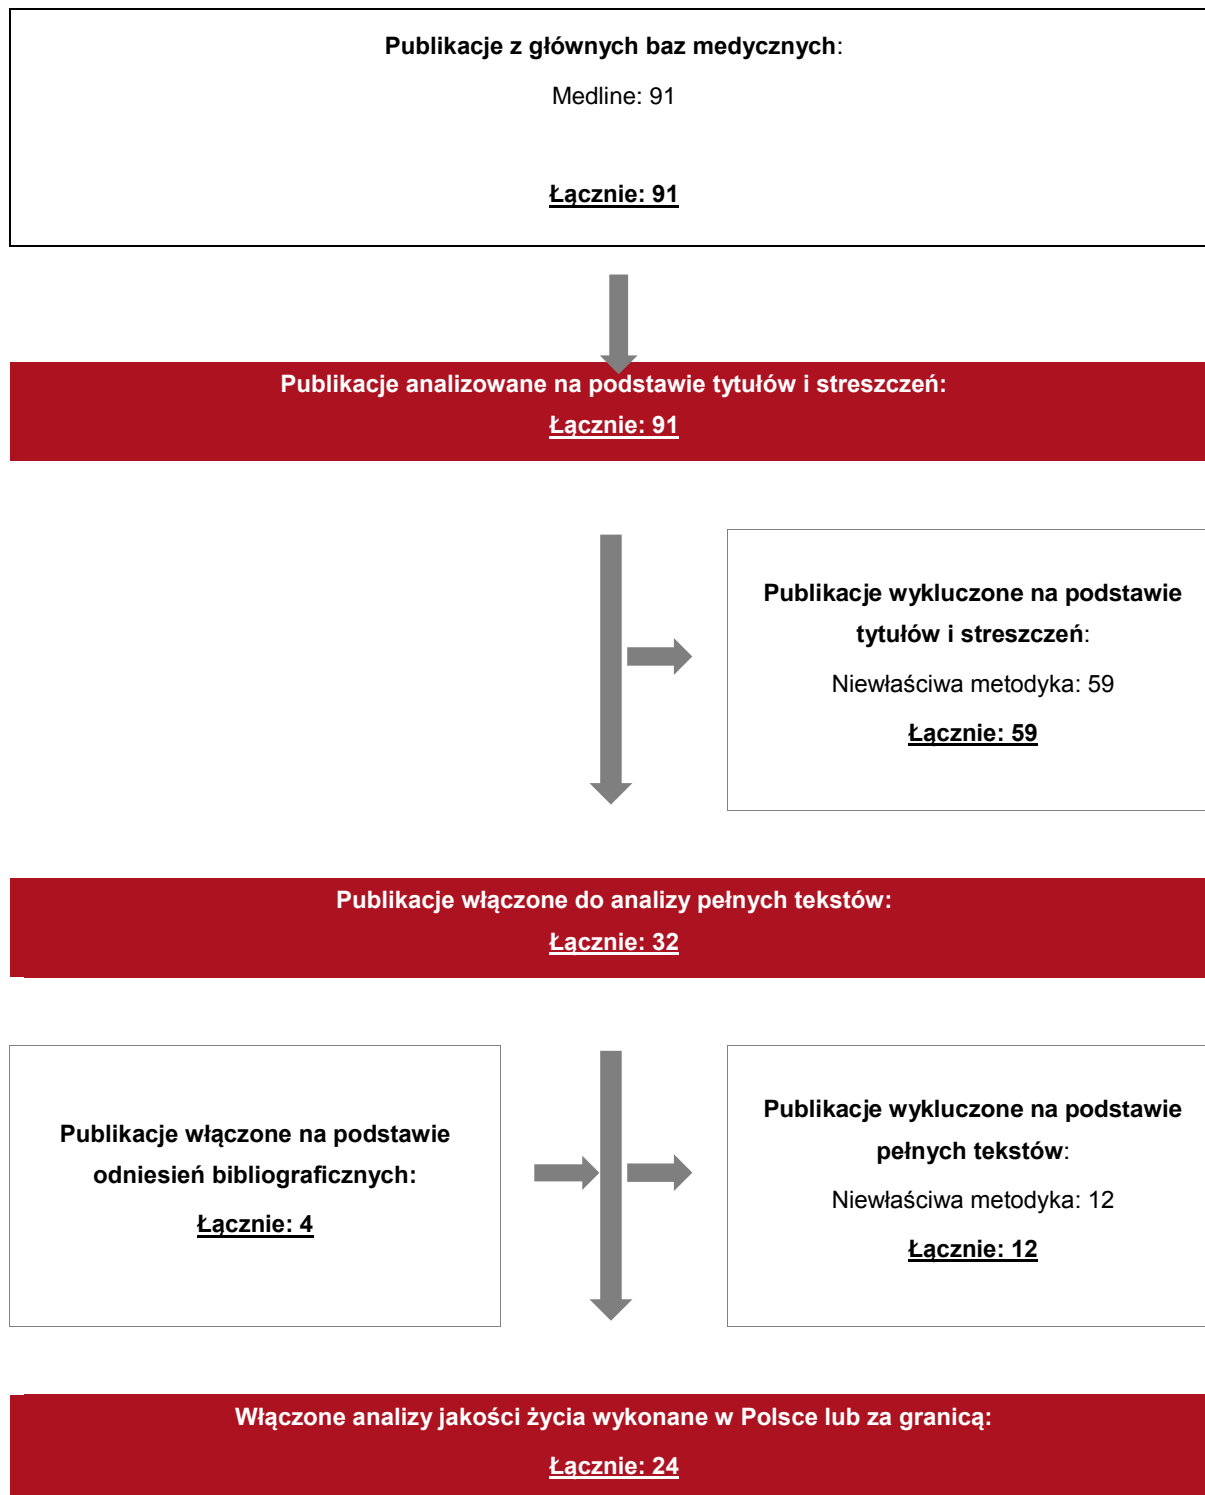 Publikacje z głównych baz medycznych:
Medline: 91
Łącznie: 91
Publikacje analizowane na podstawie tytułów i streszczeń:
Łącznie: 91
Publikacje wykluczone na podstawie
tytułów i streszczeń:
Niewłaściwa metodyka: 59
Łącznie: 59
Publikacje włączone do analizy pełnych tekstów:
Łącznie: 32
Publikacje włączone na podstawie
odniesień bibliograficznych:
Łącznie: 4
Publikacje wykluczone na podstawie
pełnych tekstów:
Niewłaściwa metodyka: 12
Łącznie: 12
Włączone analizy jakości życia wykonane w Polsce lub za granicą:
Łącznie: 24